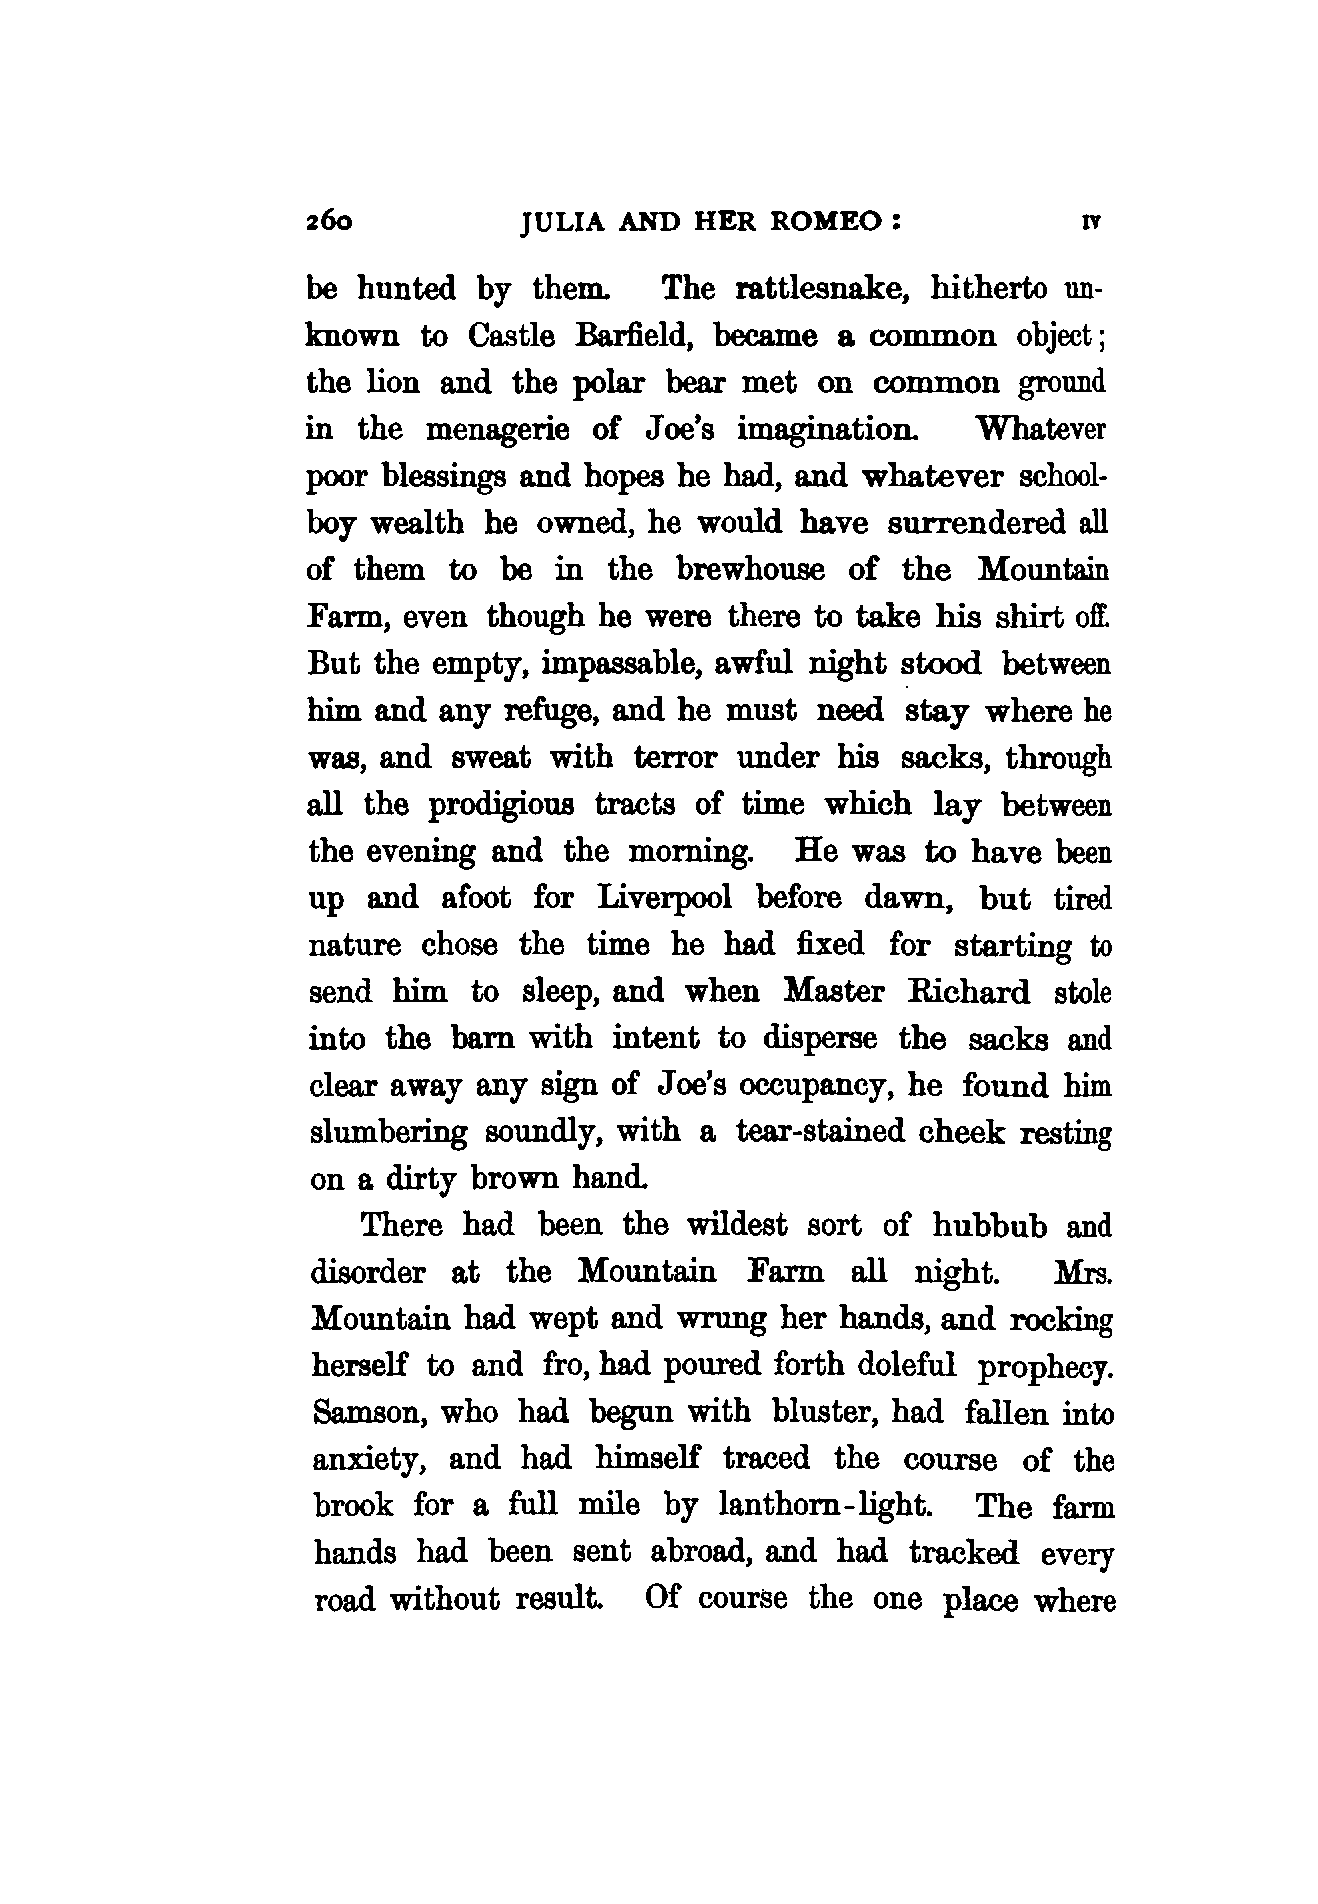 260 JULIA AND HER ROMEO : IV
be hunted by them. The rattlesnake, hitherto un-
known to Castle Barfield, became a common object;
the lion and the polar bear met on common ground
in the menagerie of Joe's imagination. Whatever
poor blessings and hopes he had, and whatever school-
boy wealth he owned, he would have surrendered all
of them to be in the brewhouse of the Mountain
Farm, even though he were there to take his shirt off.
But the empty, impassable, awful night stood between
him and any refuge, and he must need stay where he
was, and sweat with terror under his sacks, through
all the prodigious tracts of time which lay between
the evening and the morning. He was to have been
up and afoot for Liverpool before dawn, but tired
nature chose the time he had fixed for starting to
send him to sleep, and when Master Richard stole
into the barn with intent to disperse the sacks and
clear away any sign of Joe's occupancy, he found him
slumbering soundly, with a tear-stained cheek resting
on a dirty brown hand.
There had been the wildest sort of hubbub and
disorder at the Mountain Farm all night. Mrs.
Mountain had wept and wrung her hands, and rocking
herself to and fro, had poured forth doleful prophecy.
Samson, who had begun with bluster, had fallen into
anxiety, and had himself traced the course of the
brook for a full mile by lanthorn-light. The farm
hands had been sent abroad, and had tracked every
road without result. Of course the one place where